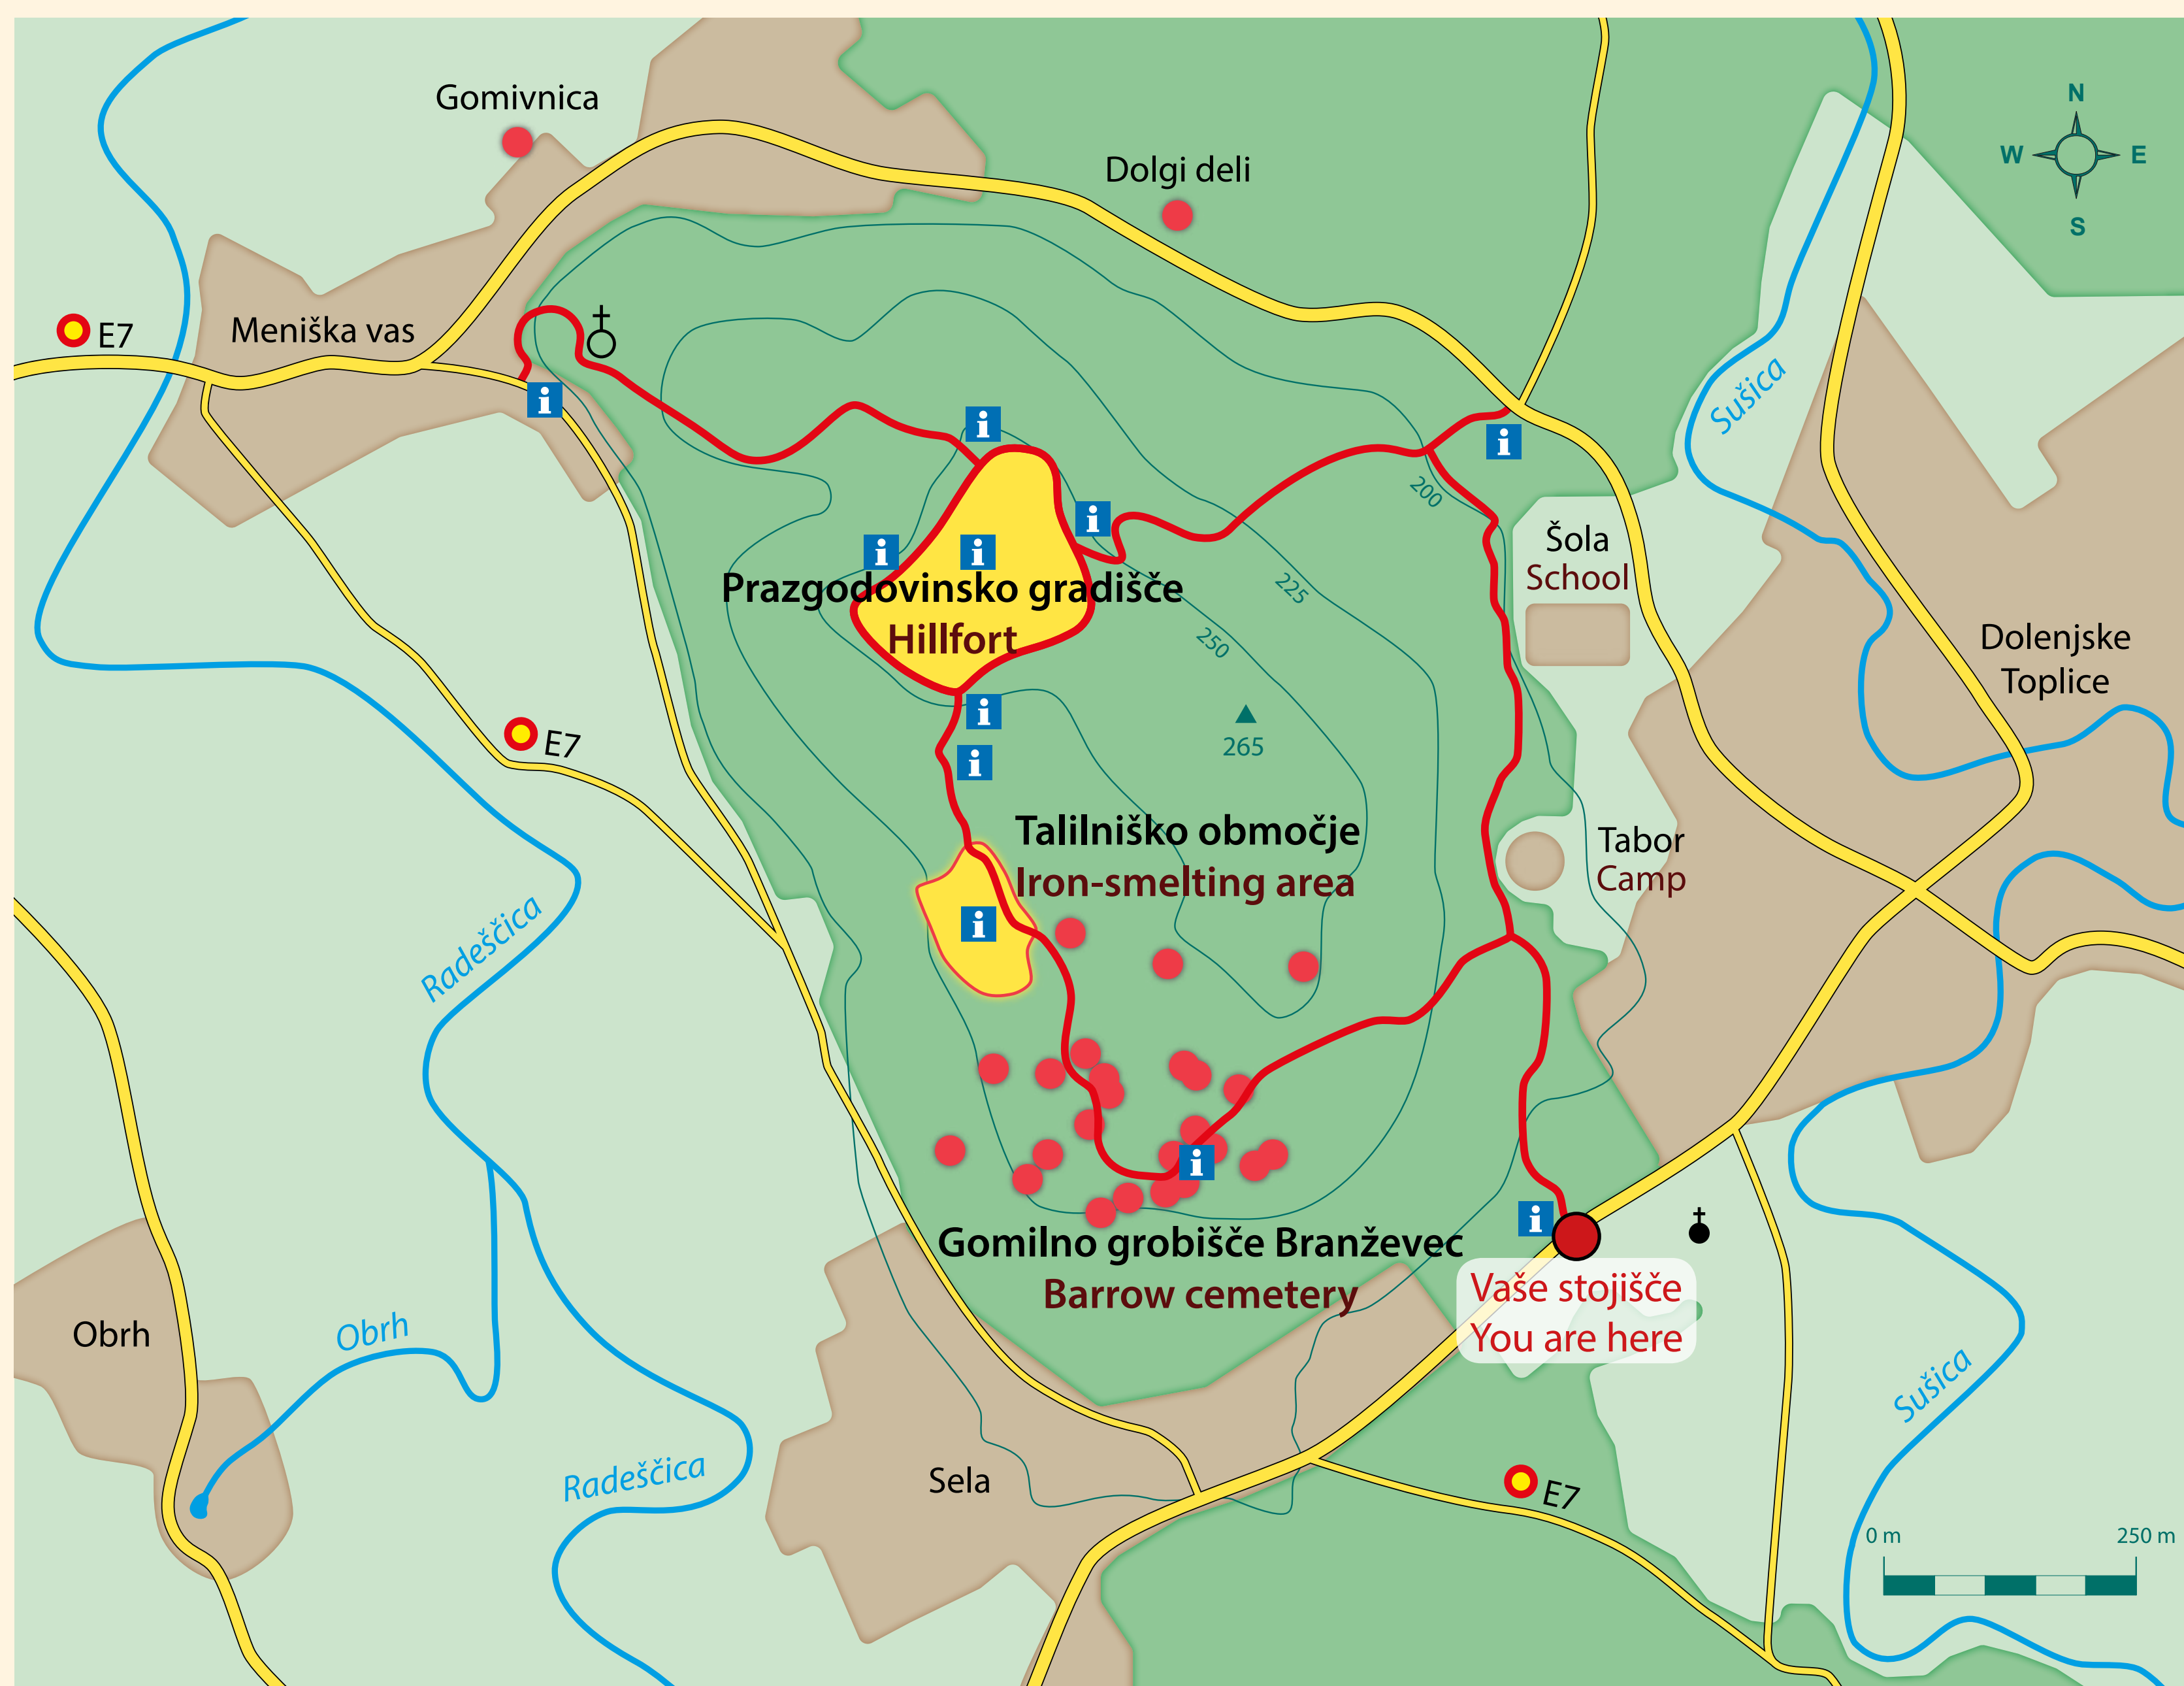 Gomivnica
Dolgi deli
N
W
E
S
E7
Meniška vas
i
i
i
i
i
i
200
Sušica
Šola
School
225
250
Prazgodovinsko gradišče
Hillfort
Dolenjske
Toplice
i
i
265
E7
Talilniško območje
Iron-smelting area
Tabor
Camp
i
Radeščica
i
i
Gomilno grobišče Branževec
Barrow cemetery
Vaše stojišče
You are here
Obrh
Obrh
Sušica
Radeščica
Sela
E7
0 m
250 m